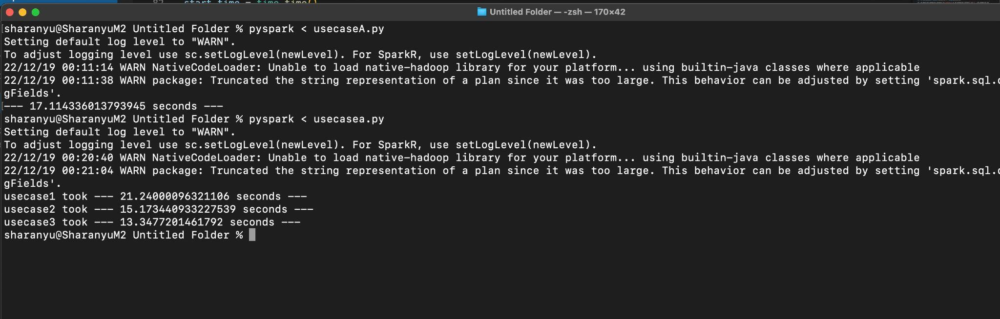 start_time = time.time()
Untitled Folder — -zsh — 170×42
sharanyu@SharanyuM2 Untitled Folder % pyspark < usecaseA.py
Setting default log level to "WARN".
To adjust logging level use sc.setLogLevel(newLevel). For SparkR, use setLogLevel(newLevel).
22/12/19 00:11:14 WARN NativeCodeLoader: Unable to load native-hadoop library for your platform... using builtin-java classes where applicable
22/12/19 00:11:38 WARN package: Truncated the string representation of a plan since it was too large. This behavior can be adjusted by setting 'spark.sql.
gFields'.
--- 17.114336013793945 seconds ---
sharanyu@SharanyuM2 Untitled Folder % pyspark < usecasea.py
Setting default log level to "WARN".
To adjust logging level use sc.setLogLevel(newLevel). For SparkR, use setLogLevel(newLevel).
22/12/19 00:20:40 WARN NativeCodeLoader: Unable to load native-hadoop library for your platform... using builtin-java classes where applicable
22/12/19 00:21:04 WARN package: Truncated the string representation of a plan since it was too large. This behavior can be adjusted by setting 'spark.sql.
gFields'.
usecase1 took --- 21.24000096321106 seconds ---
usecase2 took --- 15.173440933227539 seconds ---
usecase3 took --- 13.3477201461792 seconds ---
sharanyu@SharanyuM2 Untitled Folder %